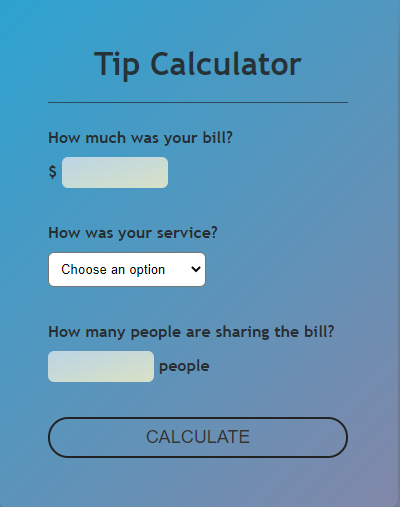 Tip Calculator
How much was your bill?
$
How was your service?
Choose an option
How many people are sharing the bill?
people
CALCULATE